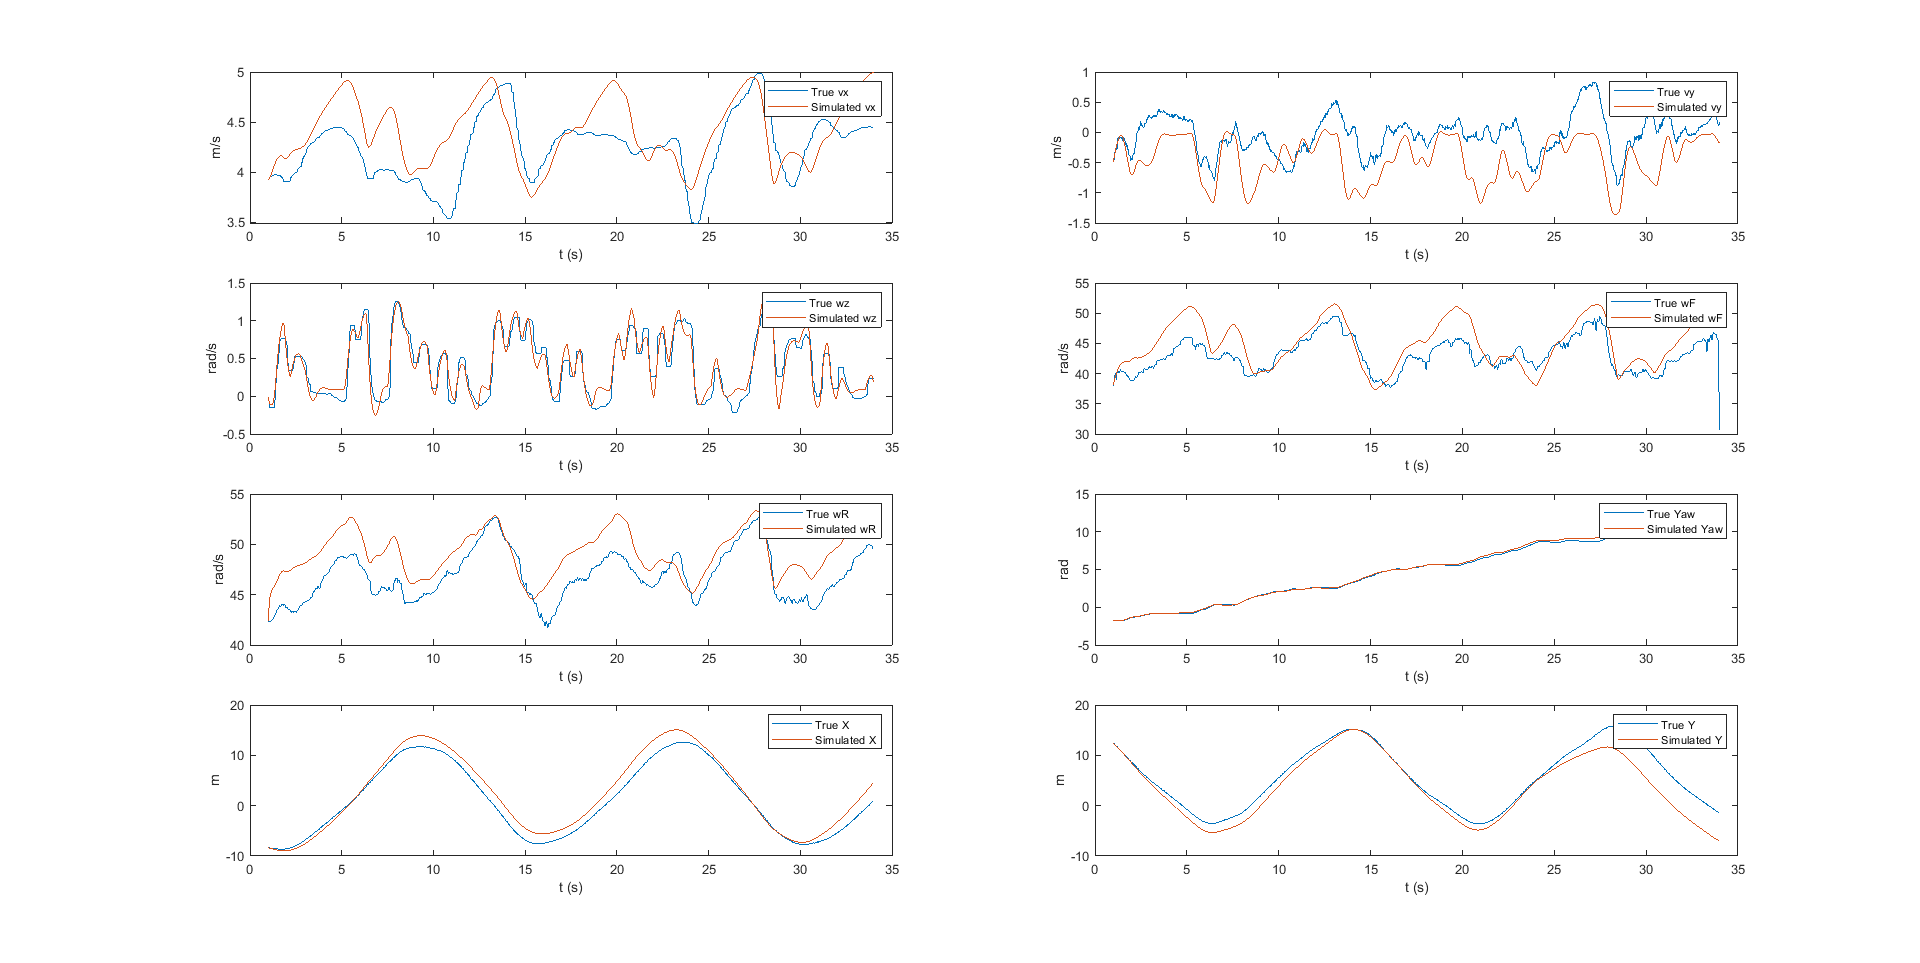 5
4.5
4
3.5
m/s
True vx
Simulated vx
0 5 10 15 20 25 30 35
t (s)
1
0.5
0
-0.5
-1
-1.5
m/s
True vy
Simulated vy
0 5 10 15 20 25 30 35
t (s)
1.5
1
0.5
0
-0.5
rad/s
True wz
Simulated wz
0 5 10 15 20 25 30 35
t (s)
55
50
45
40
35
30
rad/s
True wF
Simulated wF
0 5 10 15 20 25 30 35
t (s)
55
50
45
40
rad/s
True wR
Simulated wR
0 5 10 15 20 25 30 35
t (s)
15
10
5
0
-5
rad
True Yaw
Simulated Yaw
0 5 10 15 20 25 30 35
t (s)
20
10
0
-10
m
True X
Simulated X
0 5 10 15 20 25 30 35
t (s)
20
10
0
-10
m
True Y
Simulated Y
0 5 10 15 20 25 30 35
t (s)